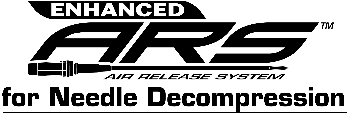 ENHANCED
ARS™
AIR RELEASE SYSTEM
for Needle Decompression